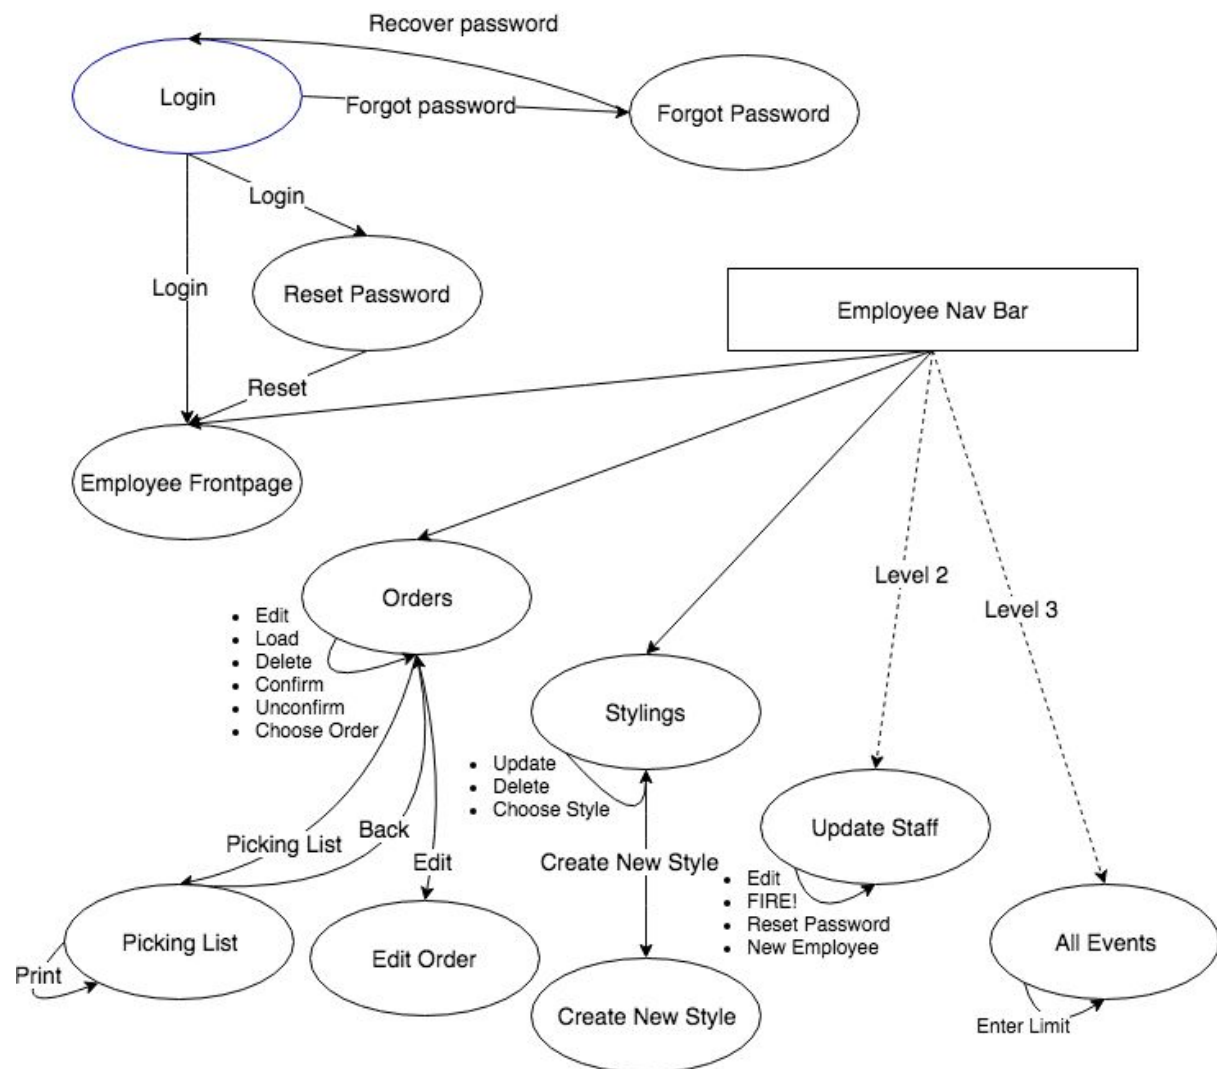 Recover password
Login
Forgot password
Forgot Password
Login
Login
Reset Password
Employee Nav Bar
Reset
Employee Frontpage
Level 2
Level 3
Orders
• Edit
• Load
• Delete
• Confirm
• Unconfirm
• Choose Order
Stylings
• Update
• Delete
• Choose Style
Update Staff
Picking List
Back
Edit
Create New Style
• Edit
• FIRE!
• Reset Password
• New Employee
Picking List
Print
Edit Order
All Events
Create New Style
Enter Limit